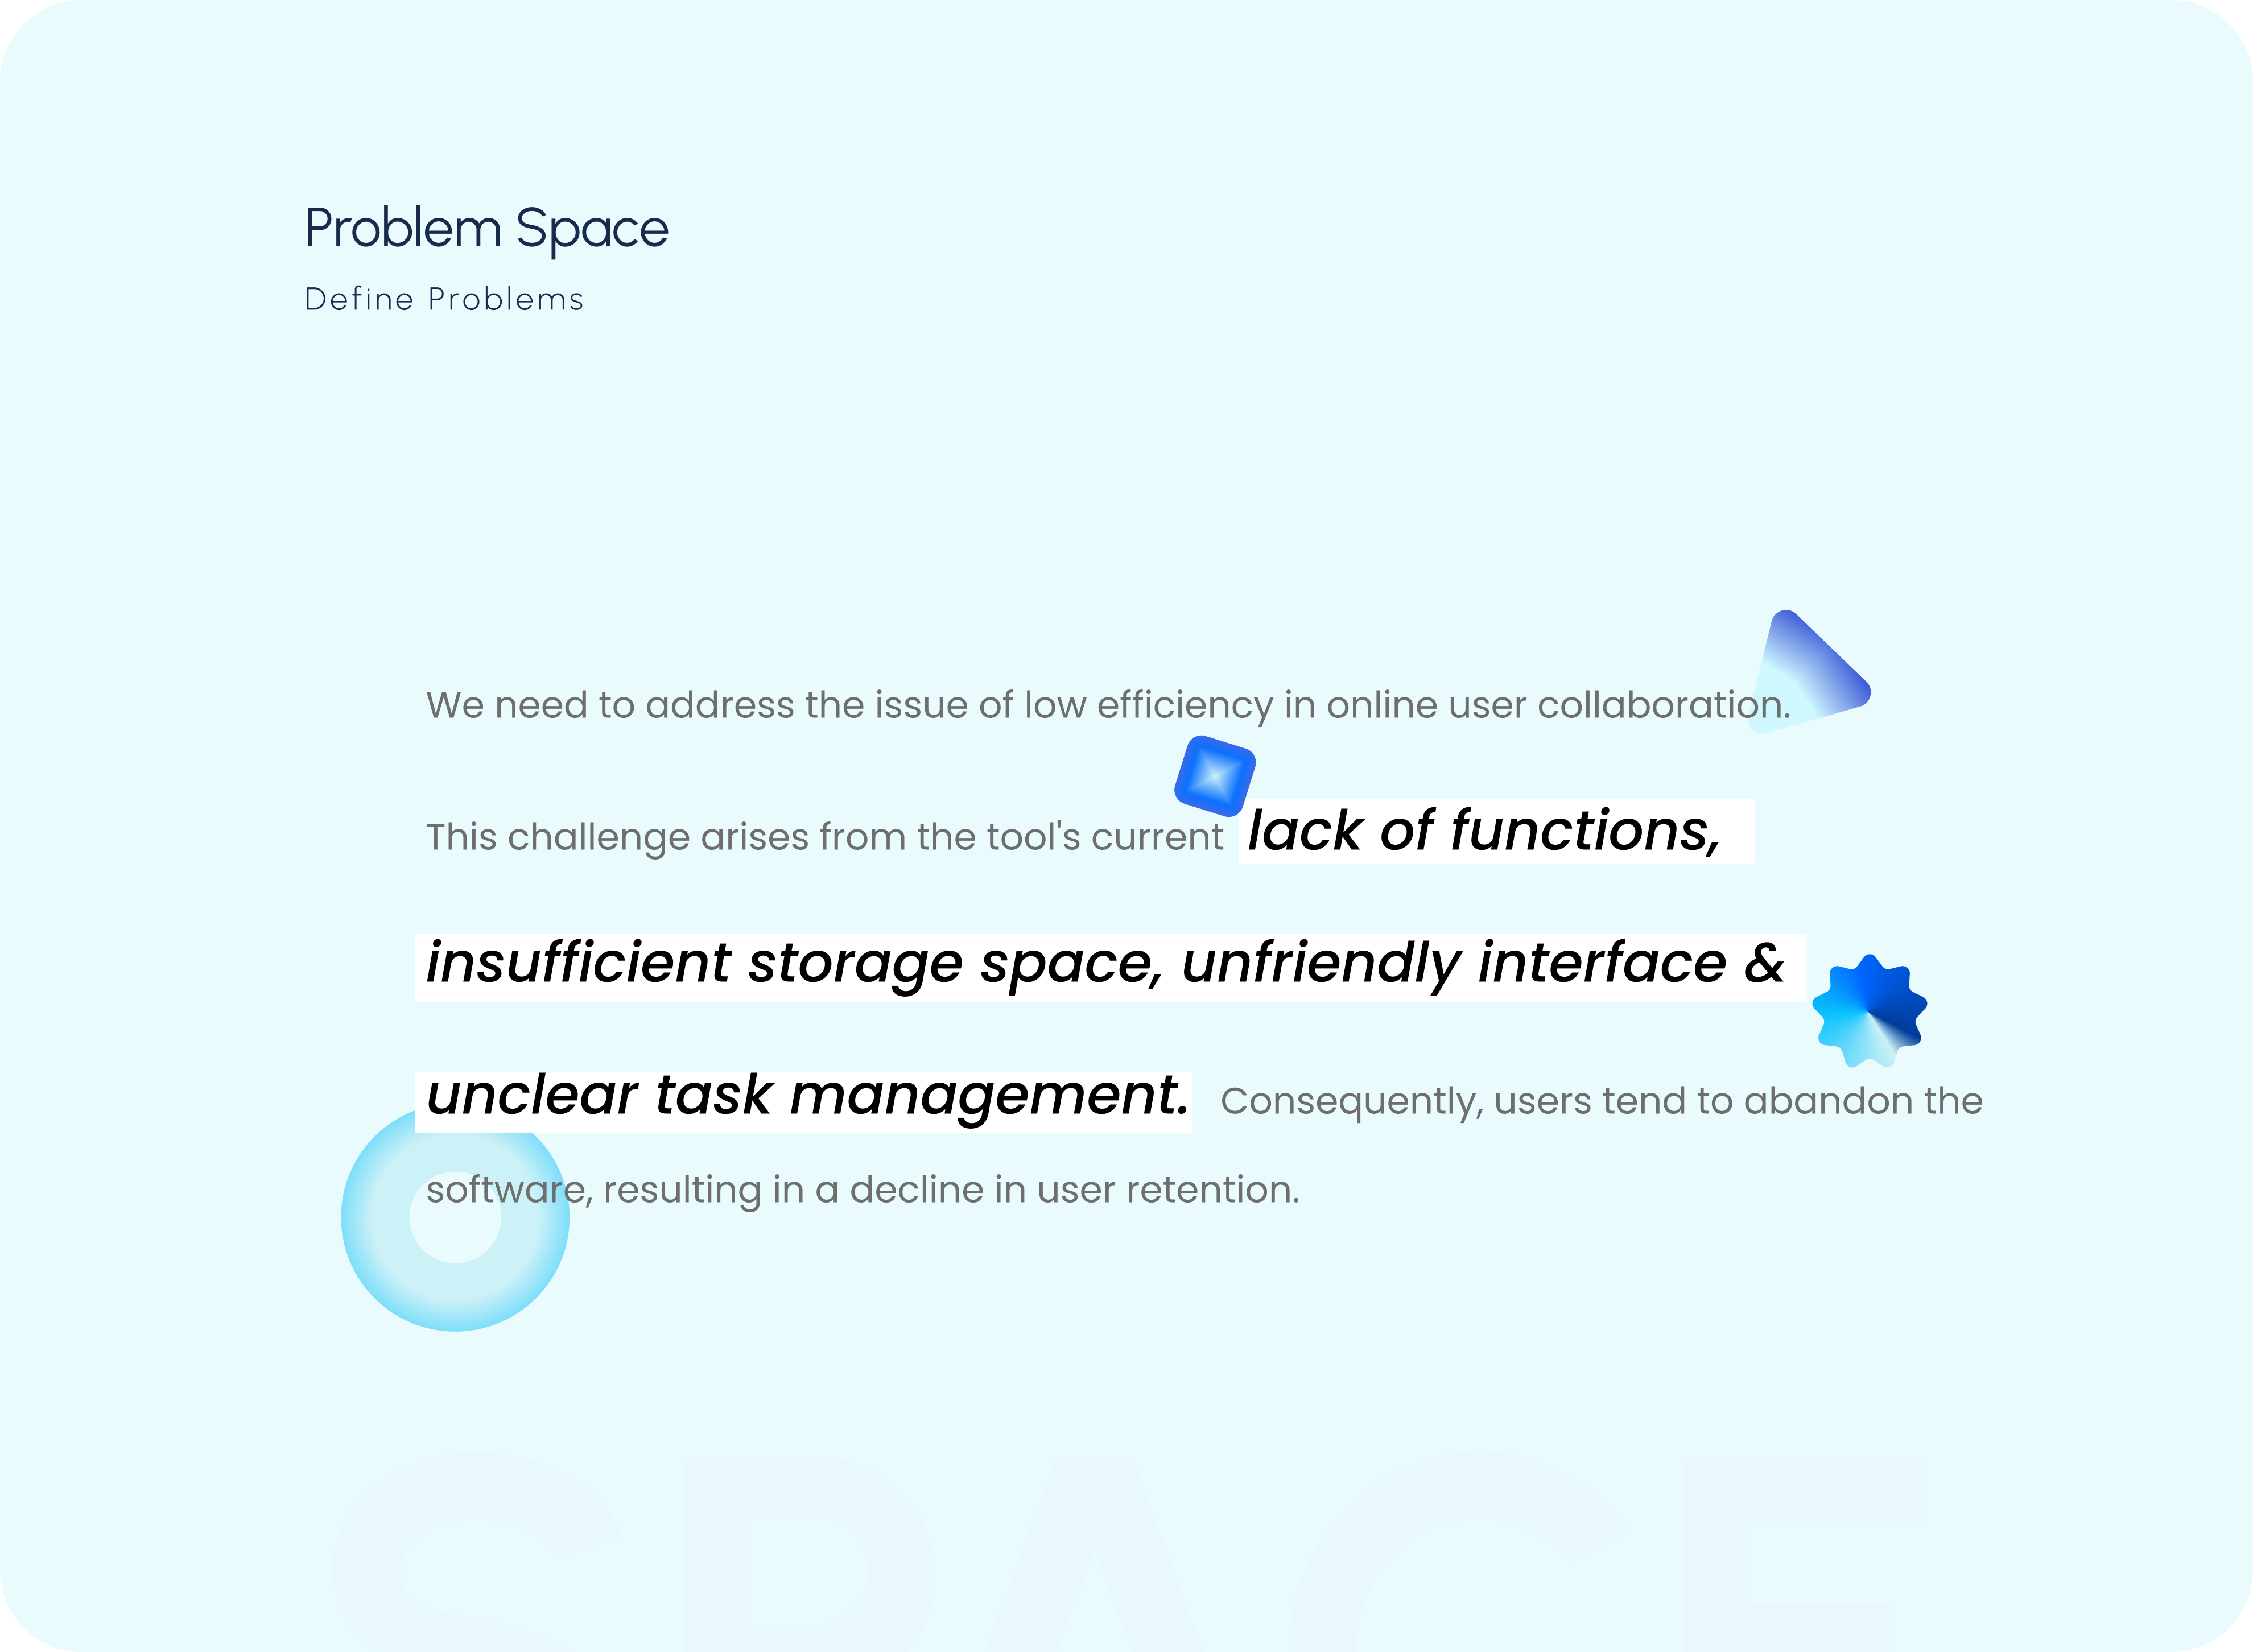 Problem Space
Define Problems
We need to address the issue of low efficiency in online user collaboration.
This challenge arises from the tool's current lack of functions,
insufficient storage space, unfriendly interface &
unclear task management. Consequently, users tend to abandon the
software, resulting in a decline in user retention.
SPACE